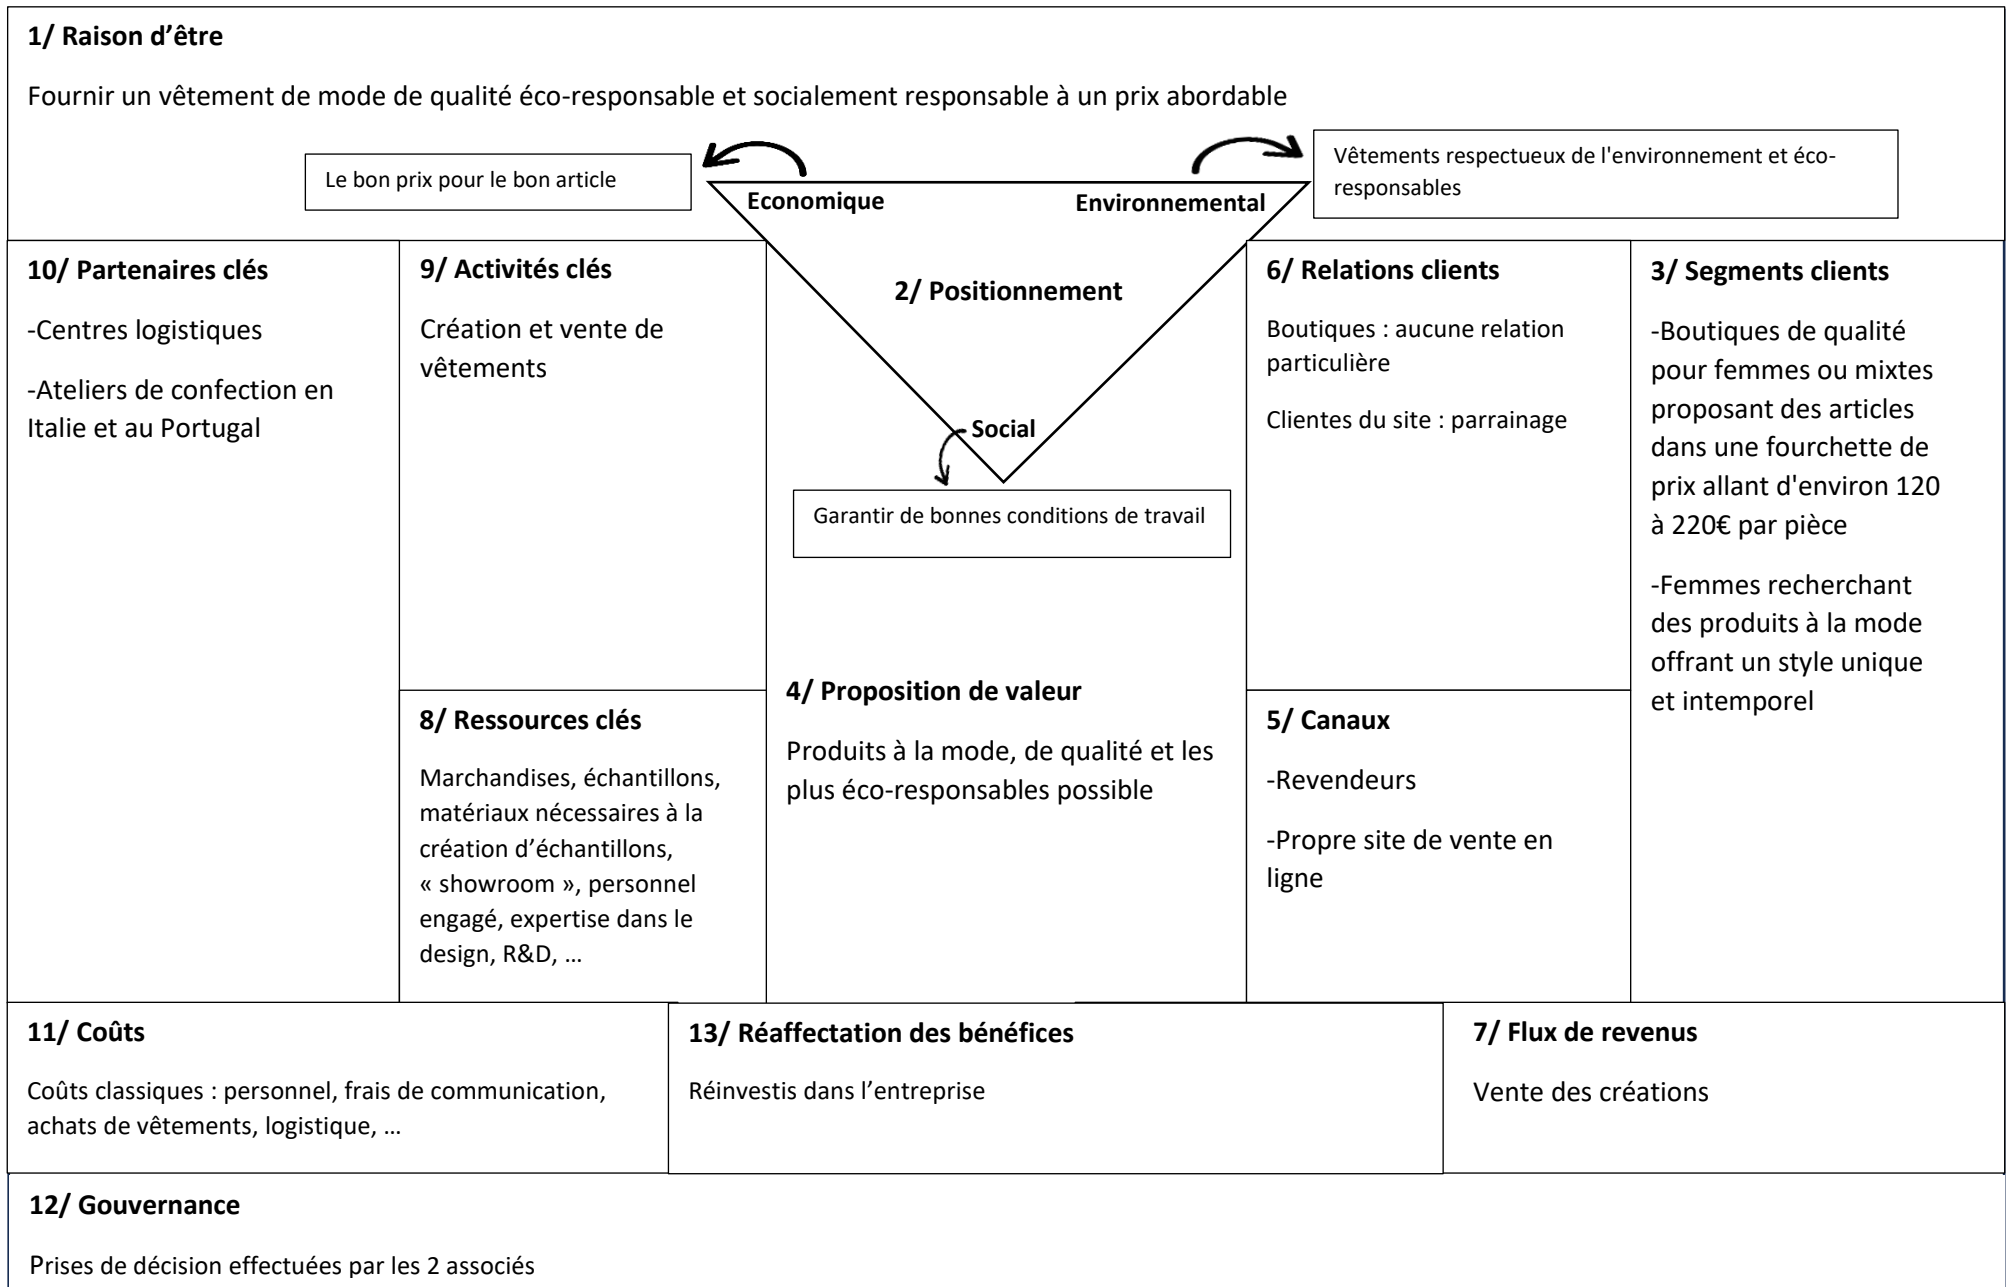 1/ Raison d’être
Fournir un vêtement de mode de qualité éco-responsable et socialement responsable à un prix abordable
Le bon prix pour le bon article
Vêtements respectueux de l'environnement et éco-
responsables
Economique
Environnemental
2/ Positionnement
Social
Garantir de bonnes conditions de travail
10/ Partenaires clés
-Centres logistiques
-Ateliers de confection en
Italie et au Portugal
9/ Activités clés
Création et vente de
vêtements
8/ Ressources clés
Marchandises, échantillons,
matériaux nécessaires à la
création d’échantillons,
« showroom », personnel
engagé, expertise dans le
design, R&D, …
4/ Proposition de valeur
Produits à la mode, de qualité et les
plus éco-responsables possible
6/ Relations clients
Boutiques : aucune relation
particulière
Clientes du site : parrainage
5/ Canaux
-Revendeurs
-Propre site de vente en
ligne
3/ Segments clients
-Boutiques de qualité
pour femmes ou mixtes
proposant des articles
dans une fourchette de
prix allant d'environ 120
à 220€ par pièce
-Femmes recherchant
des produits à la mode
offrant un style unique
et intemporel
11/ Coûts
Coûts classiques : personnel, frais de communication,
achats de vêtements, logistique, …
13/ Réaffectation des bénéfices
Réinvestis dans l’entreprise
7/ Flux de revenus
Vente des créations
12/ Gouvernance
Prises de décision effectuées par les 2 associés